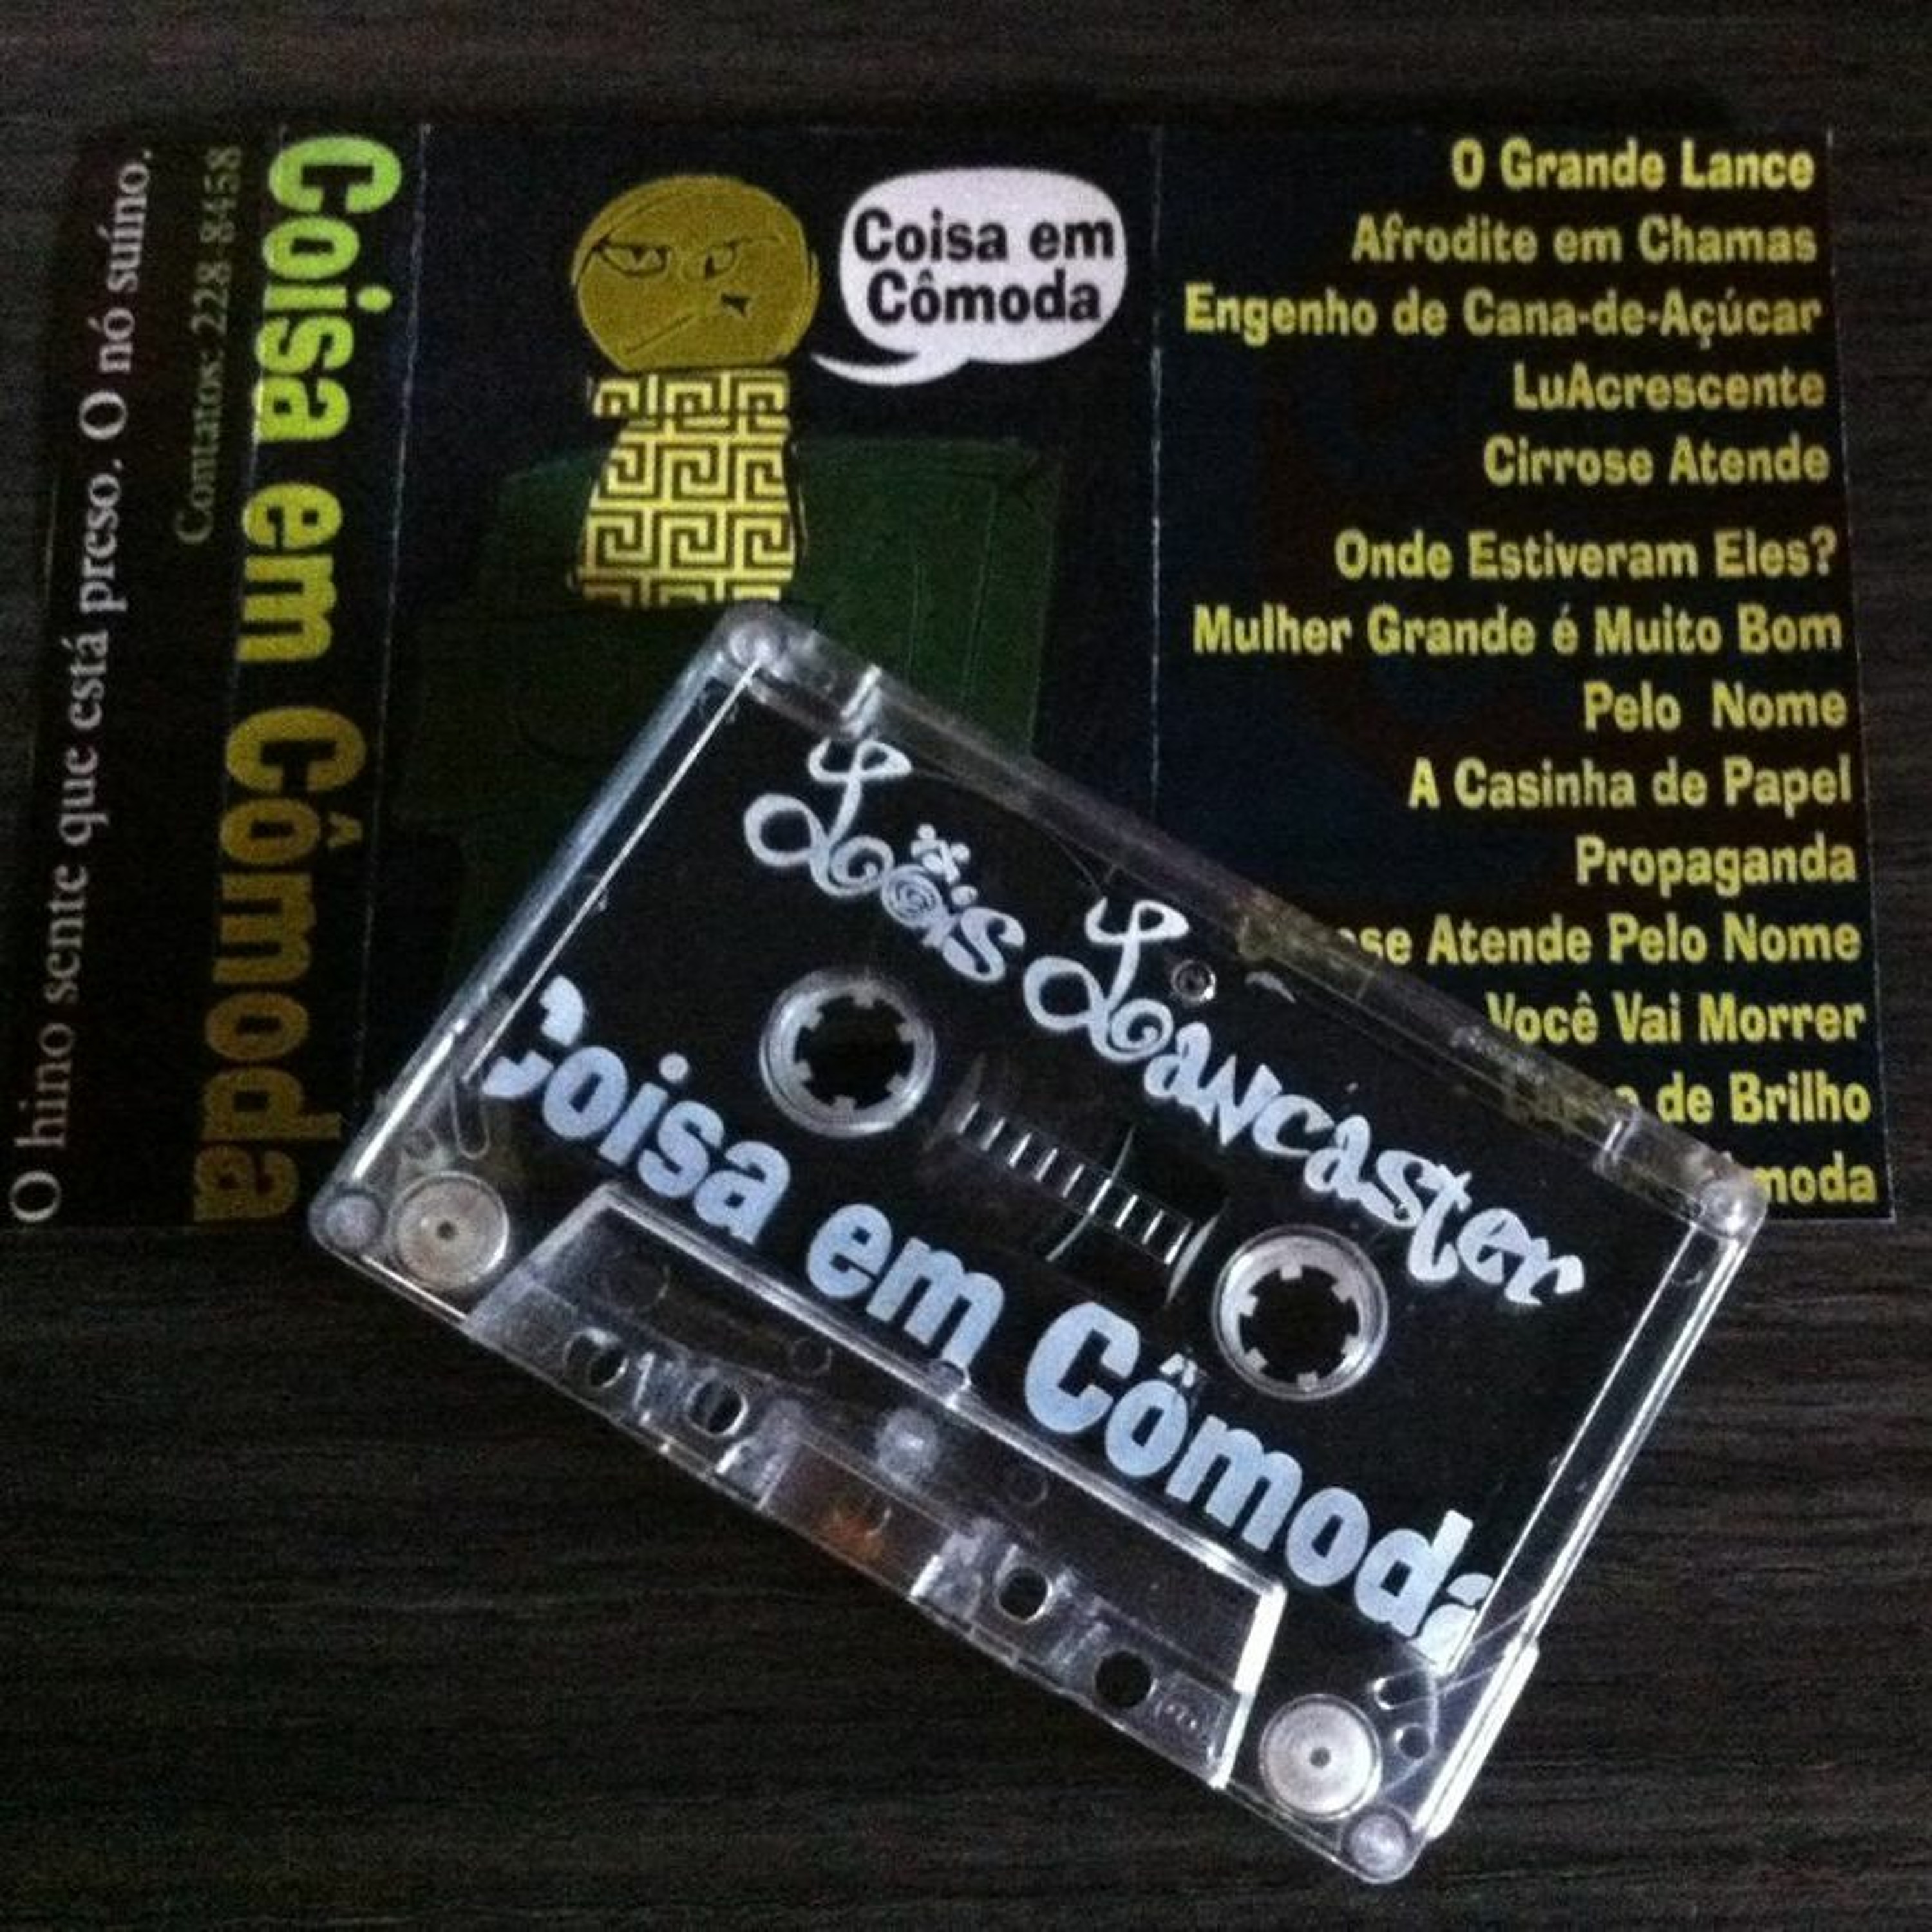 O hino sente que está preso. O nó suíno.
Contatos: 228-8458
Coisa em Cômoda
Coisa em
Cômoda
O Grande Lance
Afrodite em Chamas
Engenho de Cana-de-Açúcar
LuAcrescente
Cirrose Atende
Onde Estiveram Eles?
Mulher Grande é Muito Bom
Pelo Nome
A Casinha de Papel
Propaganda
Atende Pelo Nome
Você Vai Morrer
de Brilho
Löis Lancaster
Coisa em Cômoda